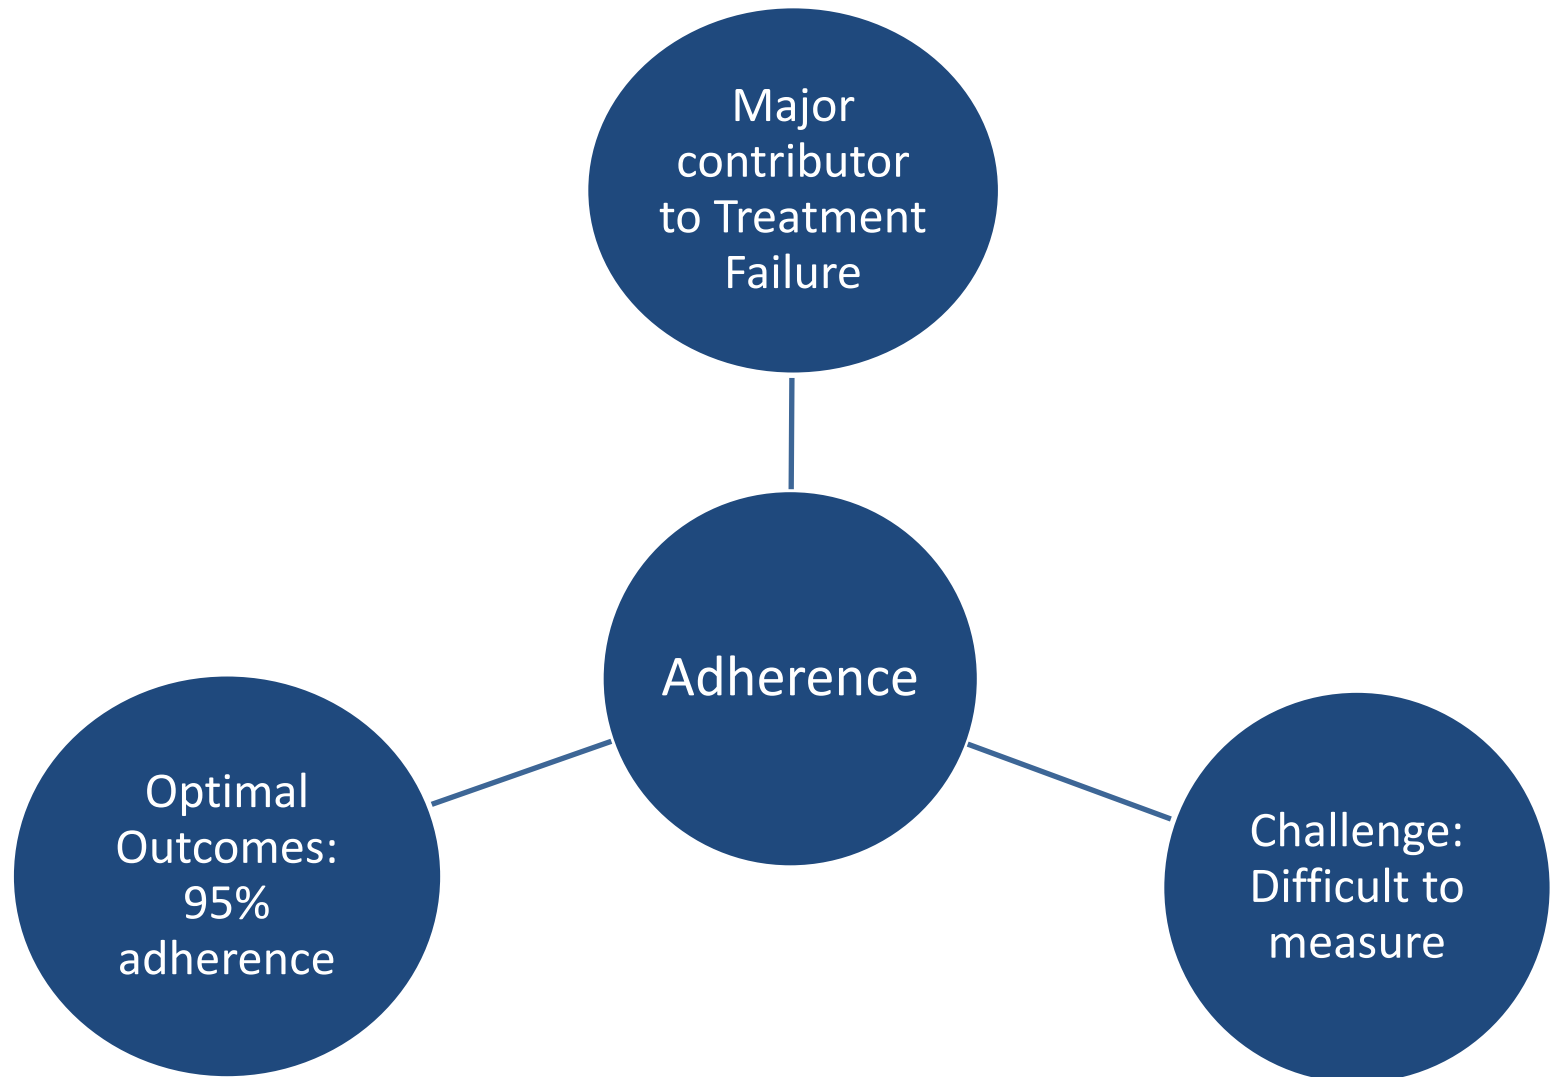 Major
contributor
to Treatment
Failure
Adherence
Optimal
Outcomes:
95%
adherence
Challenge:
Difficult to
measure